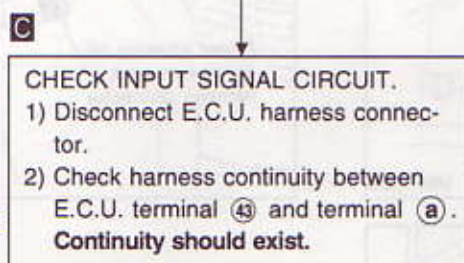 C
CHECK INPUT SIGNAL CIRCUIT.
1) Disconnect E.C.U. harness connec-
tor.
2) Check harness continuity between
E.C.U. terminal ㊸ and terminal ⓐ.
Continuity should exist.